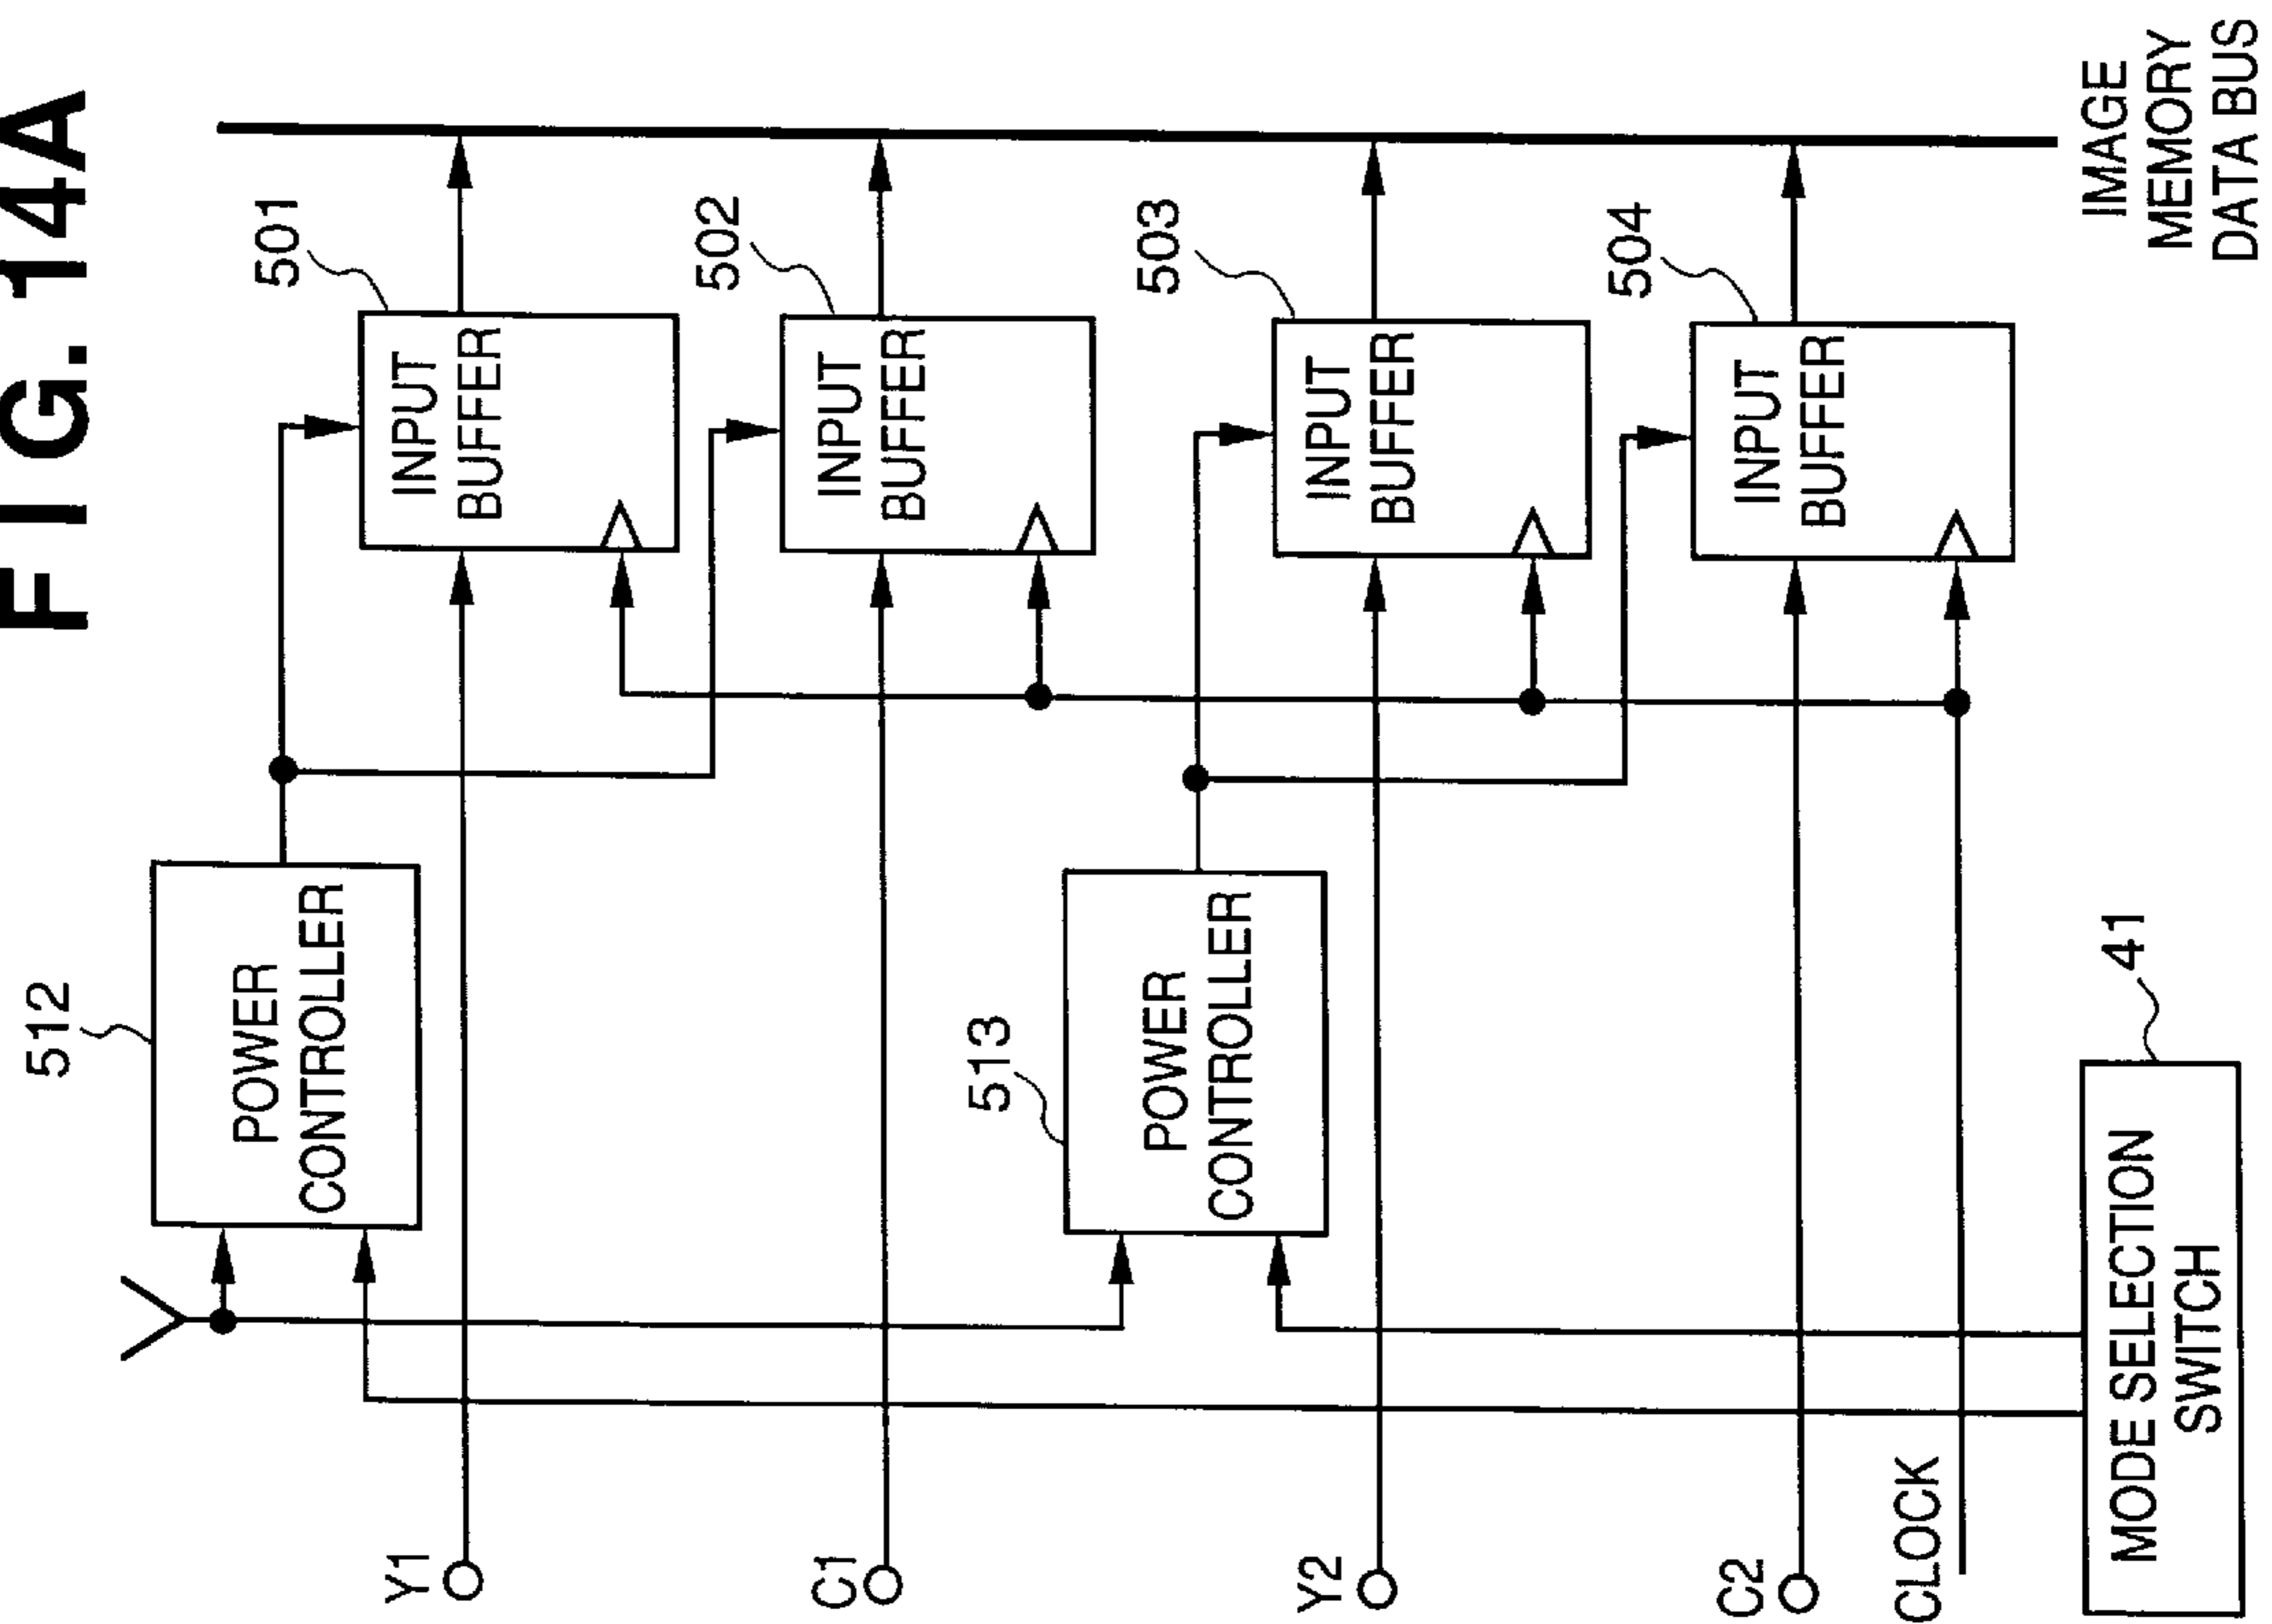 FIG. 14A
512
POWER
CONTROLLER
501
INPUT
BUFFER
Y1
502
INPUT
BUFFER
C1
513
POWER
CONTROLLER
503
INPUT
BUFFER
Y2
504
INPUT
BUFFER
C2
CLOCK
41
MODE SELECTION
SWITCH
IMAGE
MEMORY
DATA BUS